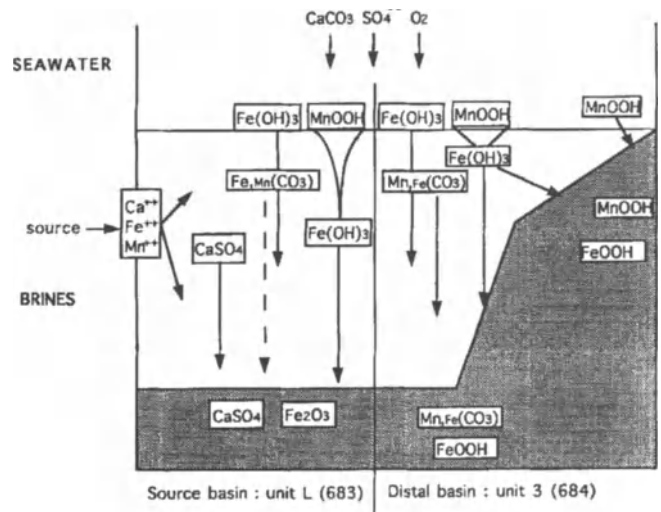 CaCO3 SO4 O2
SEAWATER
MnOOH
Fe(OH)3 MnOOH Fe(OH)3 MnOOH
Fe(OH)3
Fe,Mn(CO3) Mn,Fe(CO3)
Ca++
Fe++
Mn++
source
MnOOH
Fe(OH)3
CaSO4
FeOOH
BRINES
CaSO4 Fe2O3 Mn,Fe(CO3)
FeOOH
Source basin : unit L (683) Distal basin : unit 3 (684)